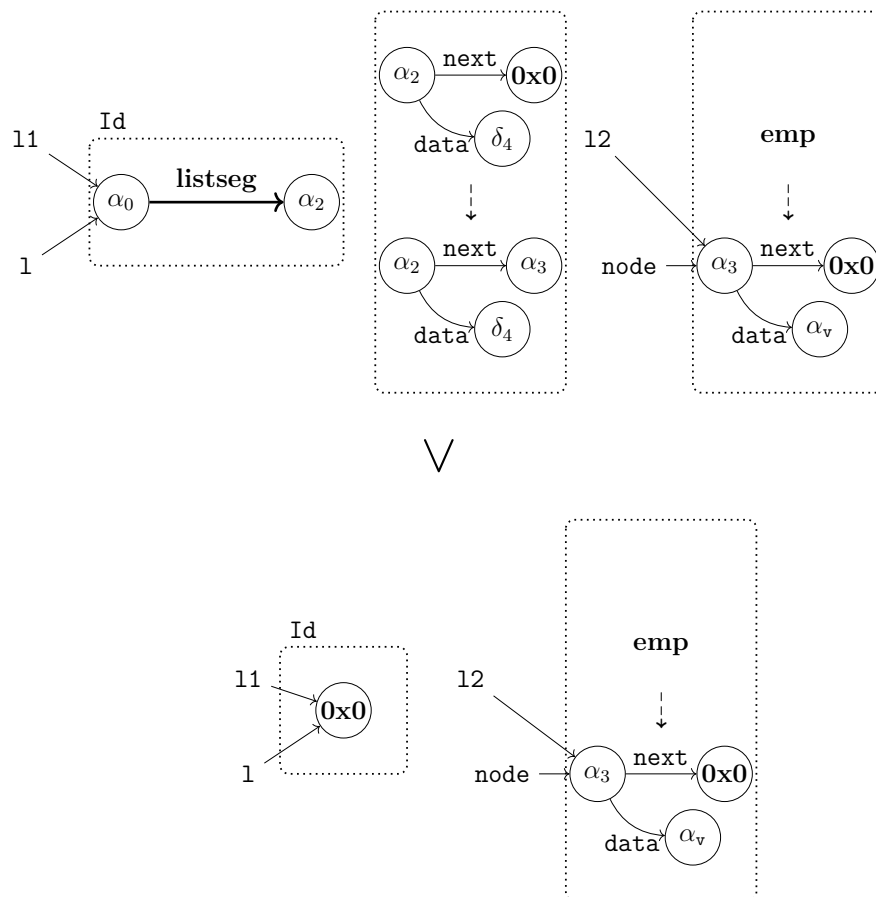 α₂ next 0x0
l1 Id data δ₄ l2 emp
α₀ listseg α₂
l α₂ next α₃ node α₃ next 0x0
data δ₄ data αᵥ
⋁
Id emp
l1 0x0 l2
l node α₃ next 0x0
data αᵥ